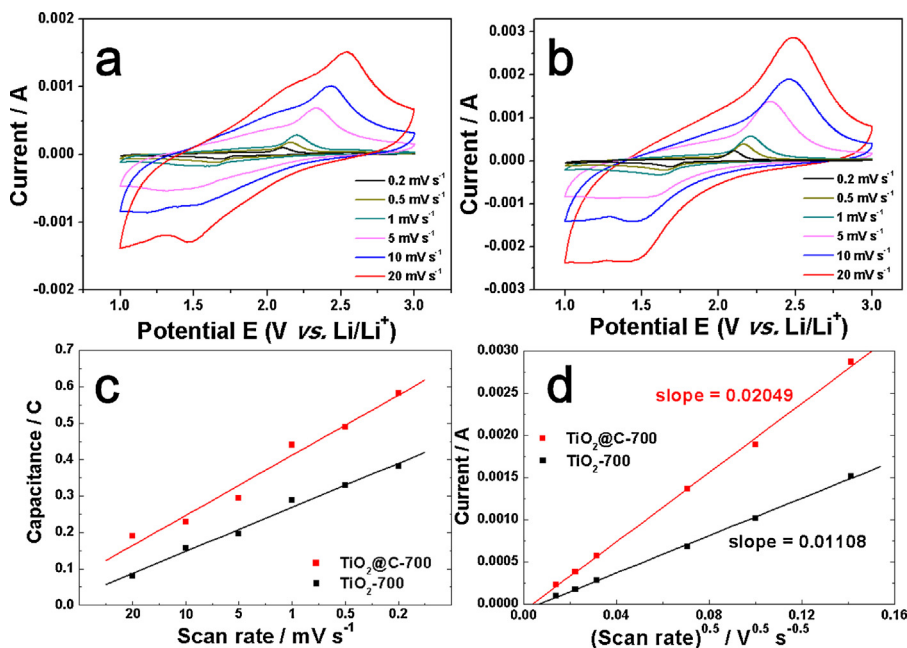 a
0.002
0.001
0.000
-0.001
-0.002
Current / A
0.2 mV s⁻¹
0.5 mV s⁻¹
1 mV s⁻¹
5 mV s⁻¹
10 mV s⁻¹
20 mV s⁻¹
1.0 1.5 2.0 2.5 3.0
Potential E (V vs. Li/Li⁺)
b
0.003
0.002
0.001
0.000
-0.001
-0.002
-0.003
Current / A
0.2 mV s⁻¹
0.5 mV s⁻¹
1 mV s⁻¹
5 mV s⁻¹
10 mV s⁻¹
20 mV s⁻¹
1.0 1.5 2.0 2.5 3.0
Potential E (V vs. Li/Li⁺)
c
0.7
0.6
0.5
0.4
0.3
0.2
0.1
0.0
Capacitance / C
TiO₂@C-700
TiO₂-700
20 10 5 1 0.5 0.2
Scan rate / mV s⁻¹
d
0.0030
0.0025
0.0020
0.0015
0.0010
0.0005
0.0000
Current / A
slope = 0.02049
TiO₂@C-700
TiO₂-700
slope = 0.01108
0.00 0.04 0.08 0.12 0.16
(Scan rate)⁰·⁵ / V⁰·⁵ s⁻⁰·⁵